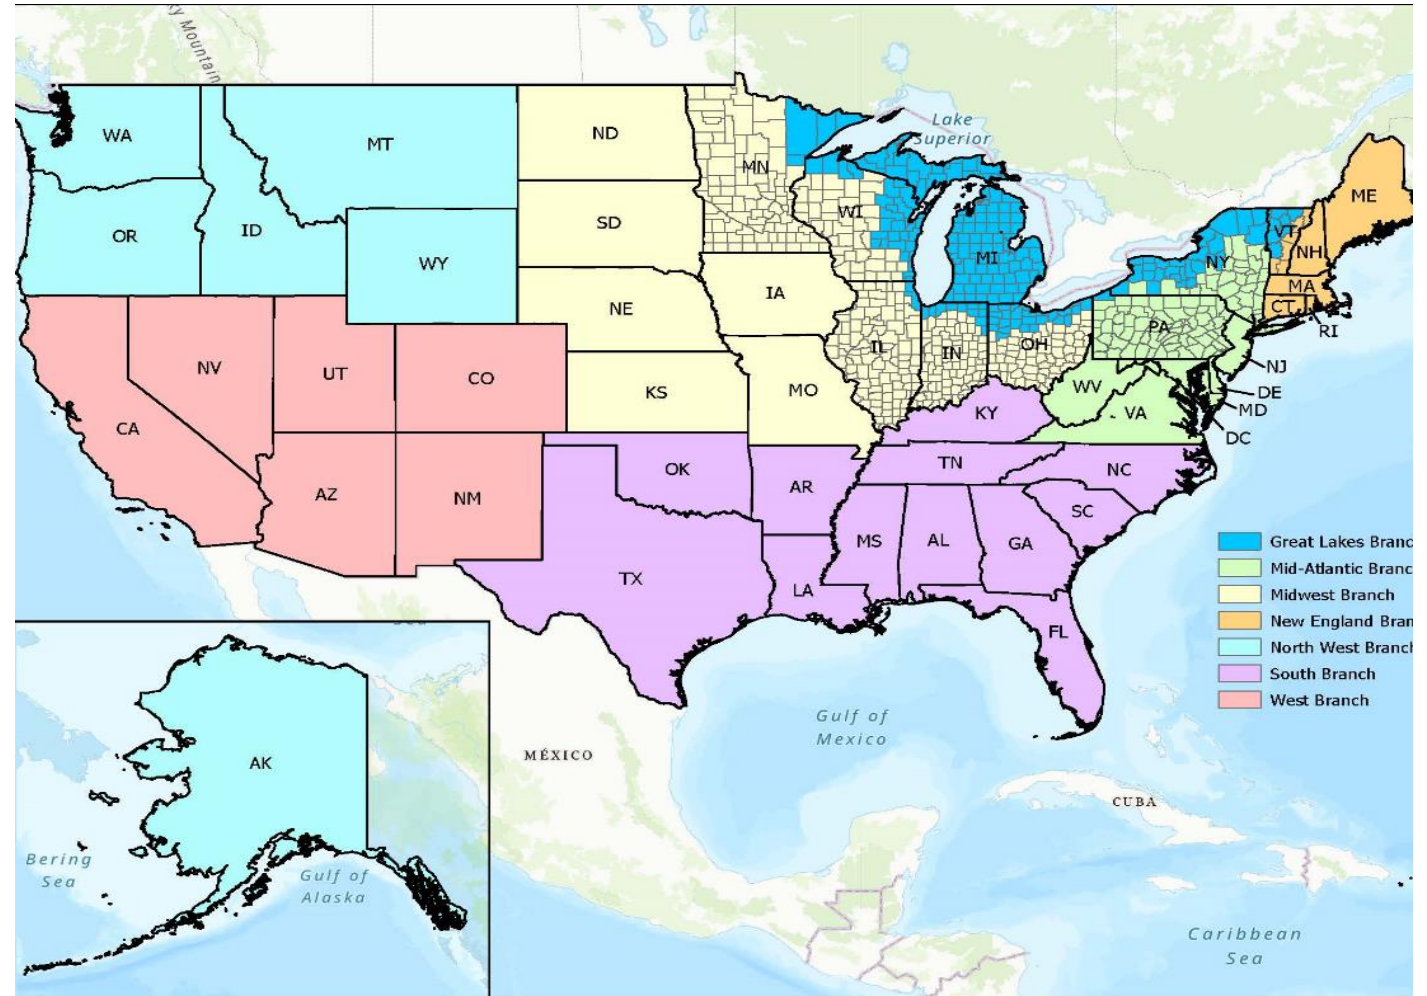 ky Mountain
Lake
Superior
WA
MT
ND
MN
ME
OR
ID
SD
WI
VT
NH
NY
WY
MI
MA
IA
CT
RI
NE
PA
NV
UT
CO
KS
MO
IL
IN
OH
NJ
WV
DE
MD
VA
DC
CA
KY
AZ
NM
OK
AR
TN
NC
SC
MS
AL
GA
TX
LA
FL
Great Lakes Branc
Mid-Atlantic Branc
Midwest Branch
New England Bran
North West Branch
South Branch
West Branch
Gulf of
Mexico
MÉXICO
CUBA
AK
Bering
Sea
Gulf of
Alaska
Caribbean
Sea